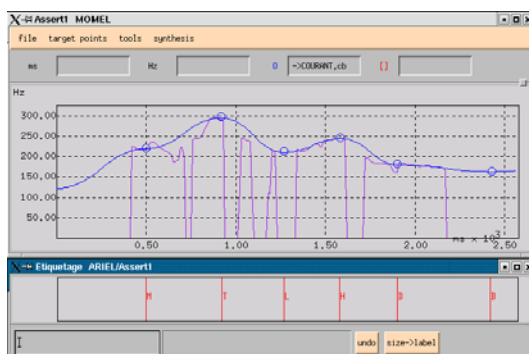 Assert1 MOMEL
file target points tools synthesis
ms Hz 0 ->COURANT,cb []
Hz
300.00
250.00
200.00
150.00
100.00
50.00
0.50 1.00 1.50 2.00 2.50
ms x 10^3
Etiquetage ARIEL/Assert1
M T L H D B
undo size->label